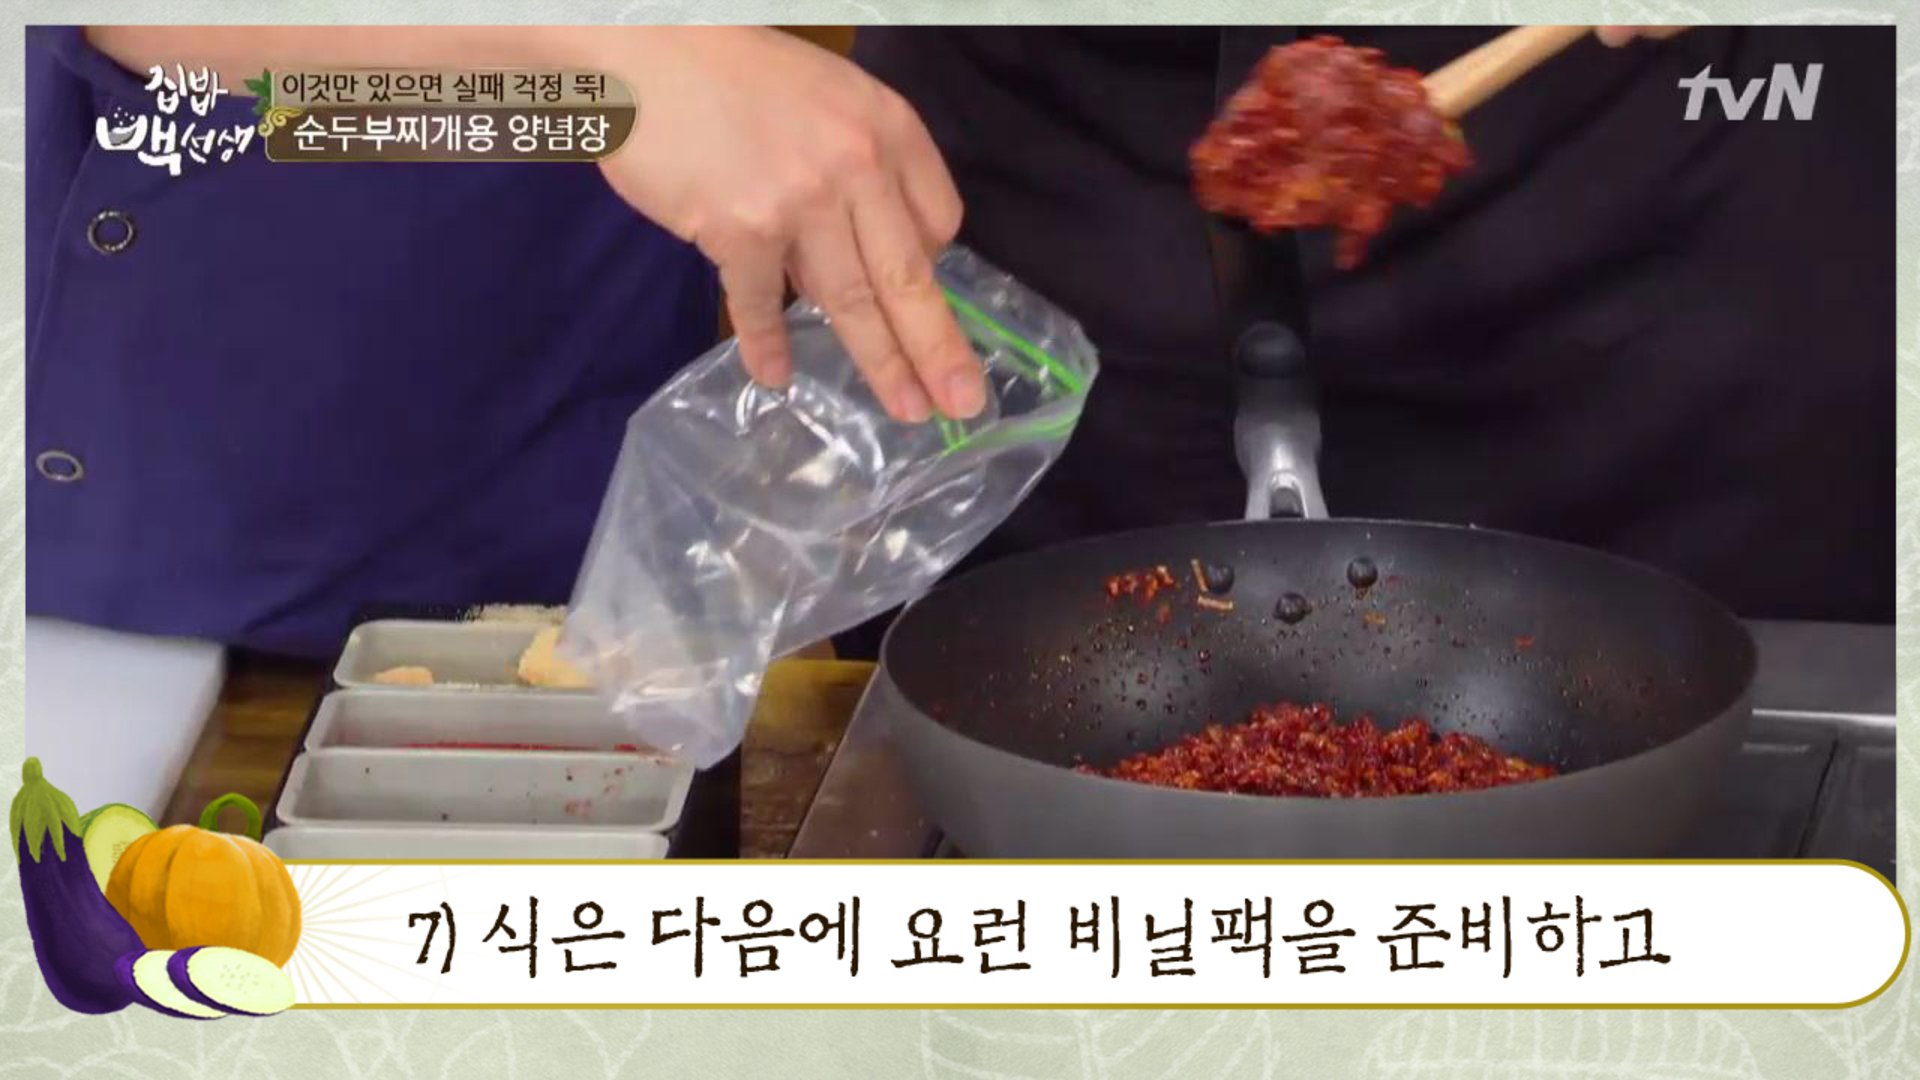 집밥
백선생
이것만 있으면 실패 걱정 뚝!
순두부찌개용 양념장
tvN
7) 식은 다음에 요런 비닐팩을 준비하고